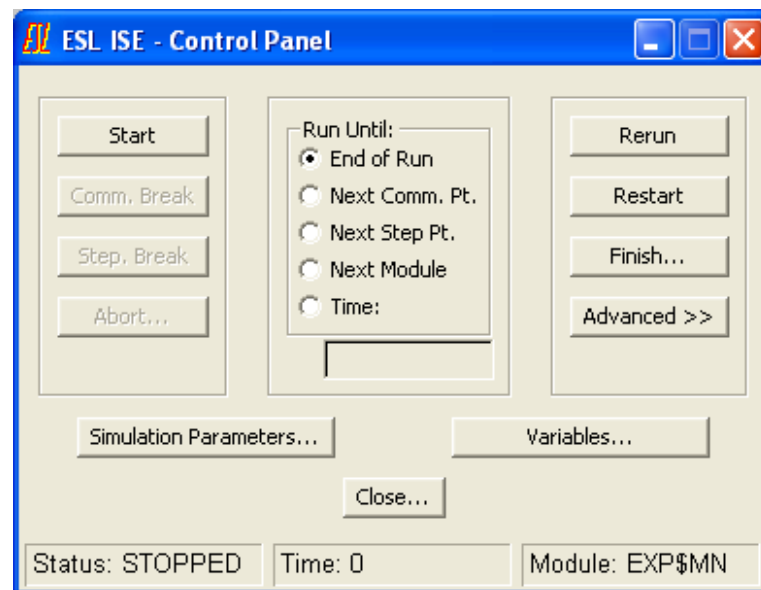 ESL ISE - Control Panel
Start
Comm. Break
Step. Break
Abort...
Run Until:
End of Run
Next Comm. Pt.
Next Step Pt.
Next Module
Time:
Rerun
Restart
Finish...
Advanced >>
Simulation Parameters...
Variables...
Close...
Status: STOPPED
Time: 0
Module: EXP$MN